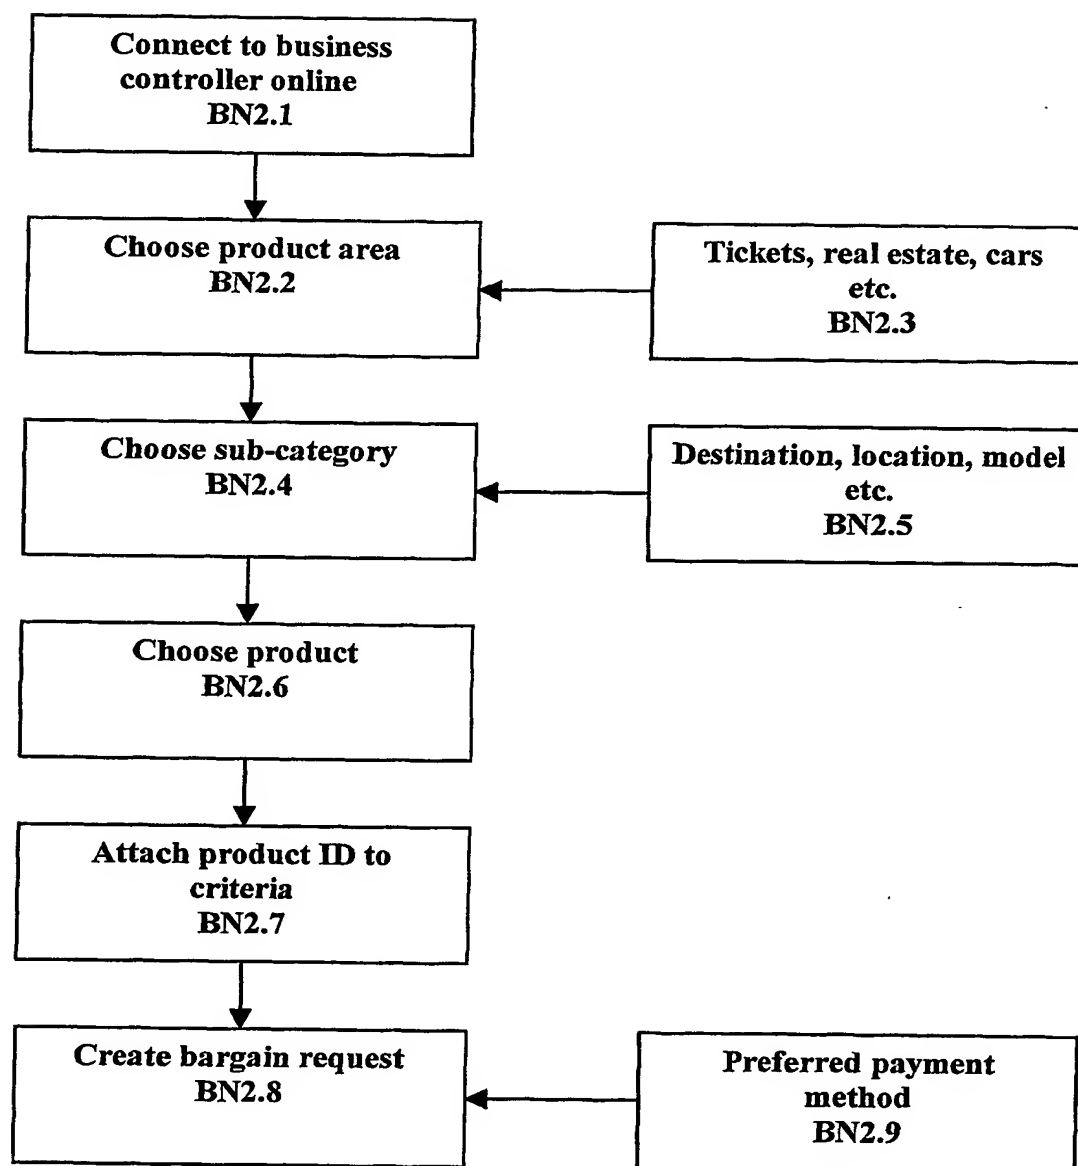 Connect to business
controller online
BN2.1
Choose product area
BN2.2
Tickets, real estate, cars
etc.
BN2.3
Choose sub-category
BN2.4
Destination, location, model
etc.
BN2.5
Choose product
BN2.6
Attach product ID to
criteria
BN2.7
Create bargain request
BN2.8
Preferred payment
method
BN2.9